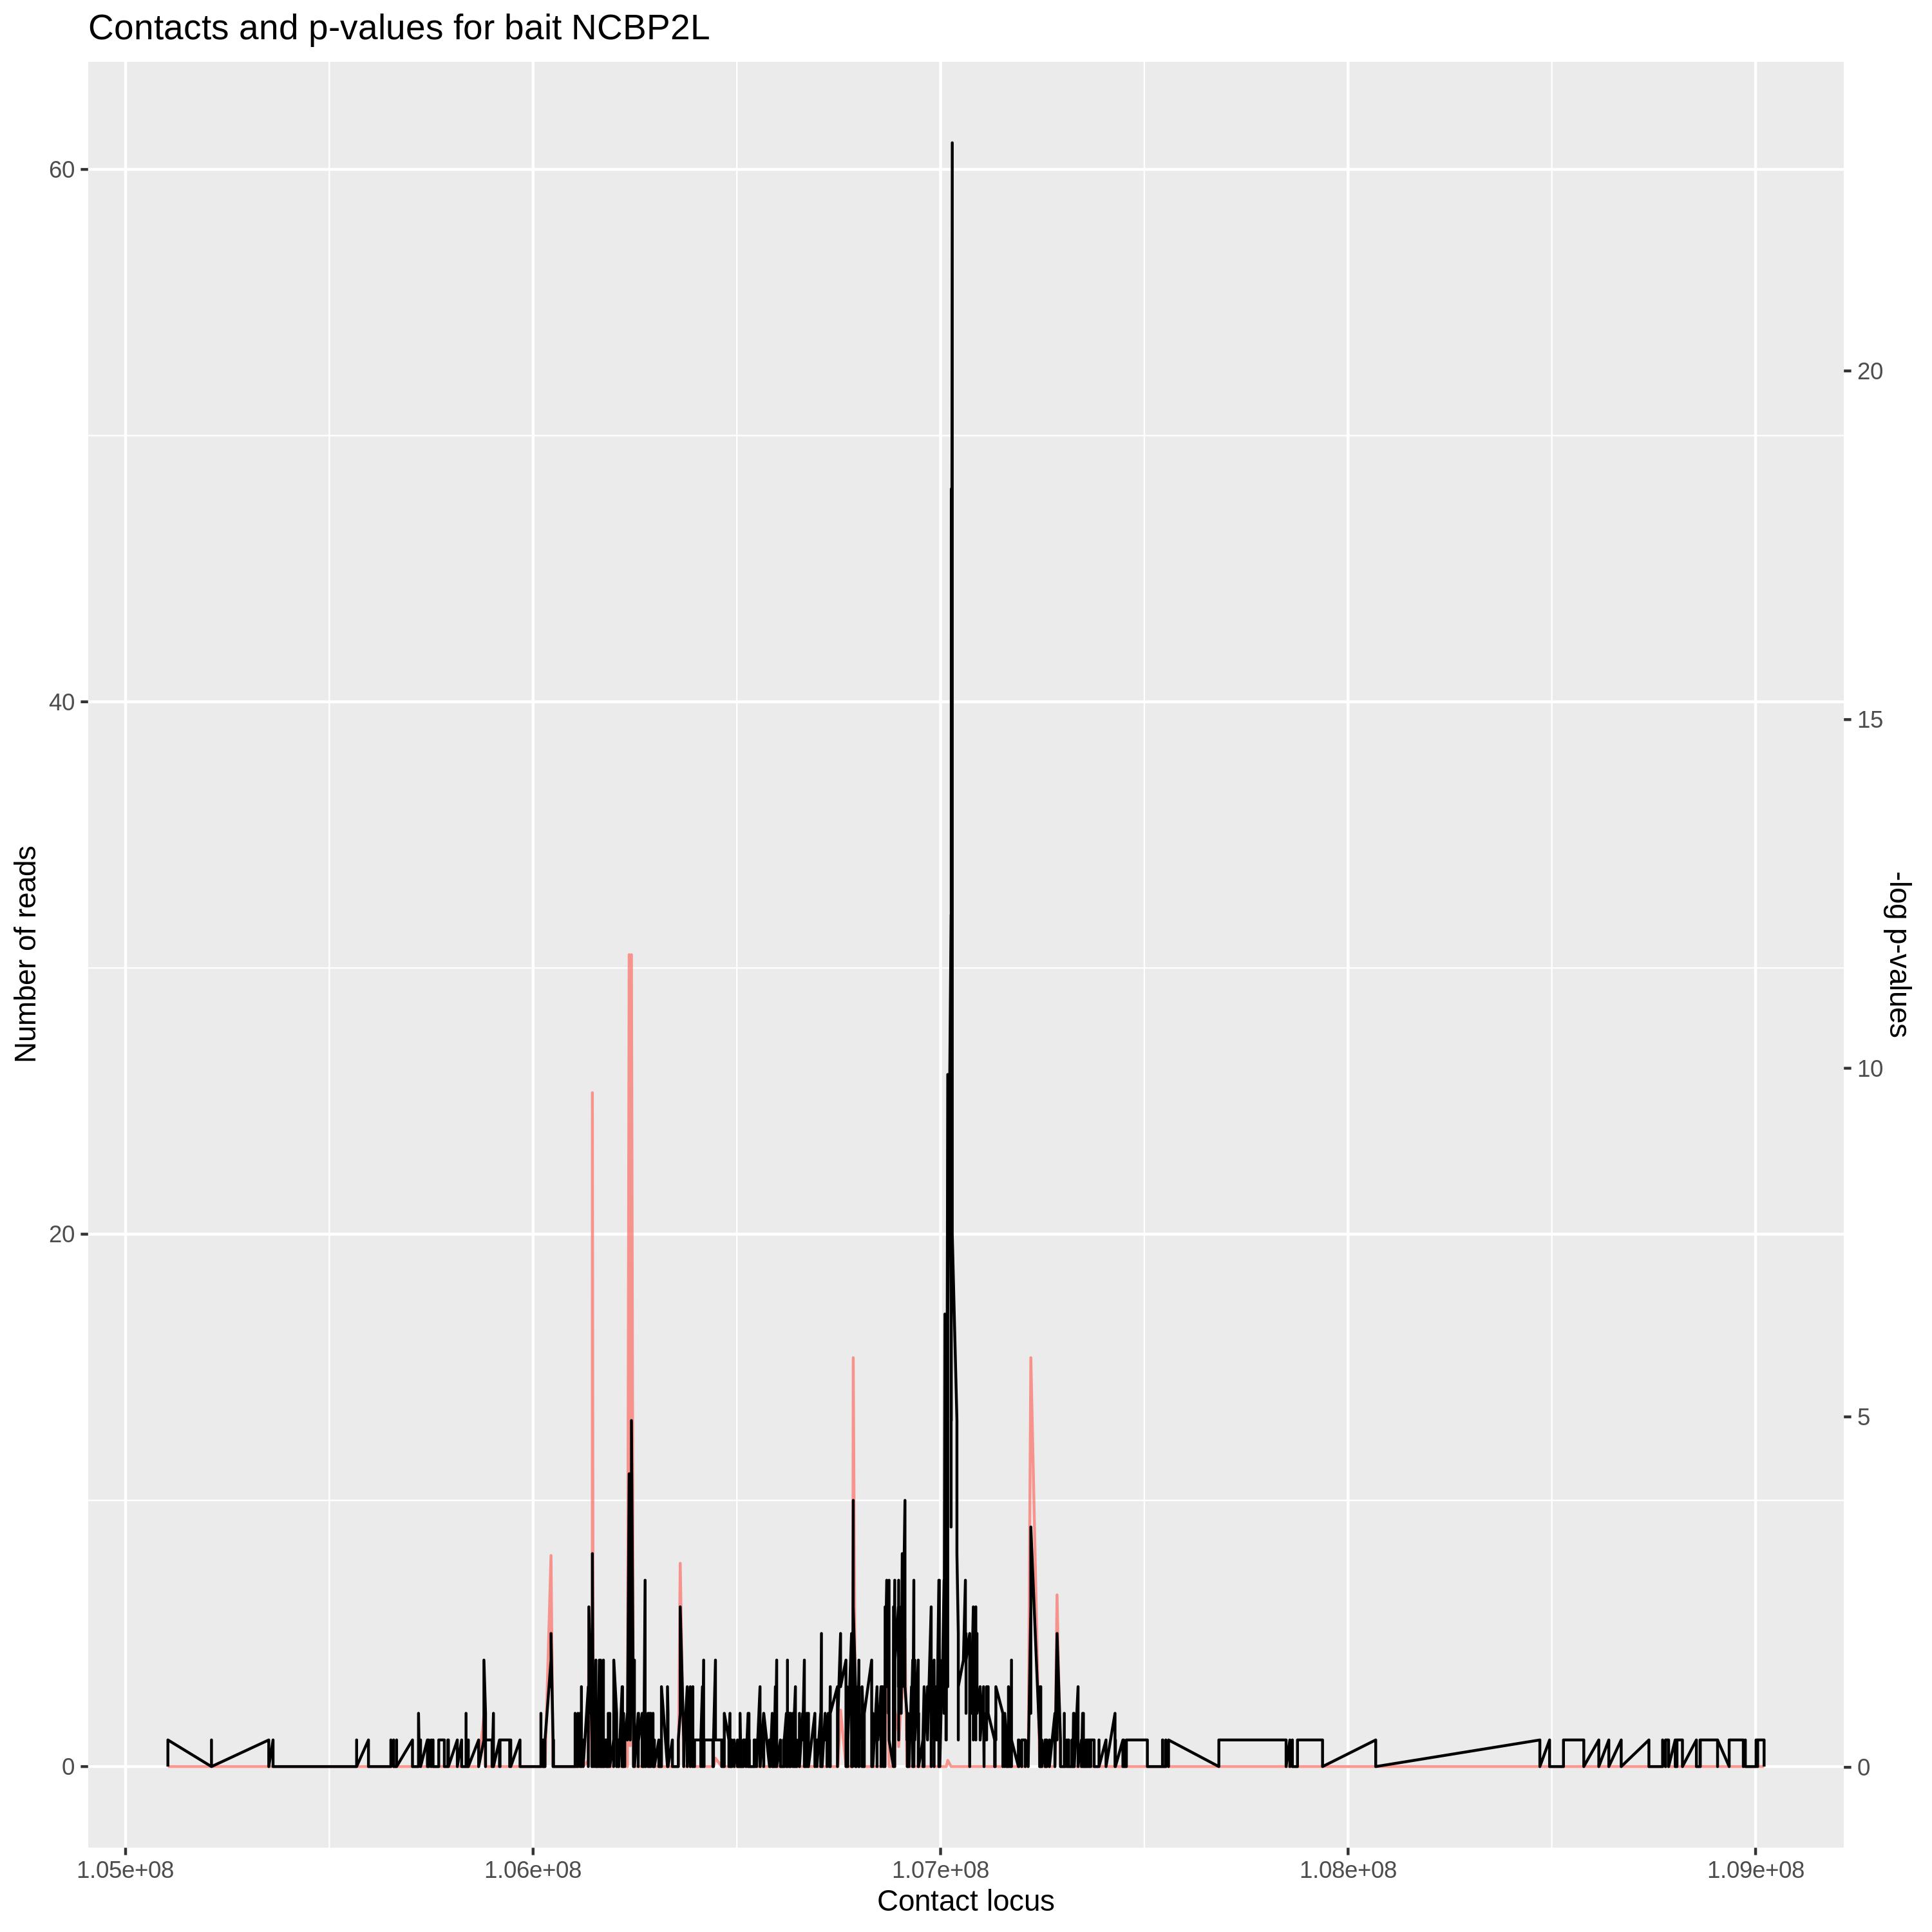 Contacts and p-values for bait NCBP2L
60
40
20
0
Number of reads
20
15
10
5
0
-log p-values
1.05e+08
1.06e+08
1.07e+08
1.08e+08
1.09e+08
Contact locus